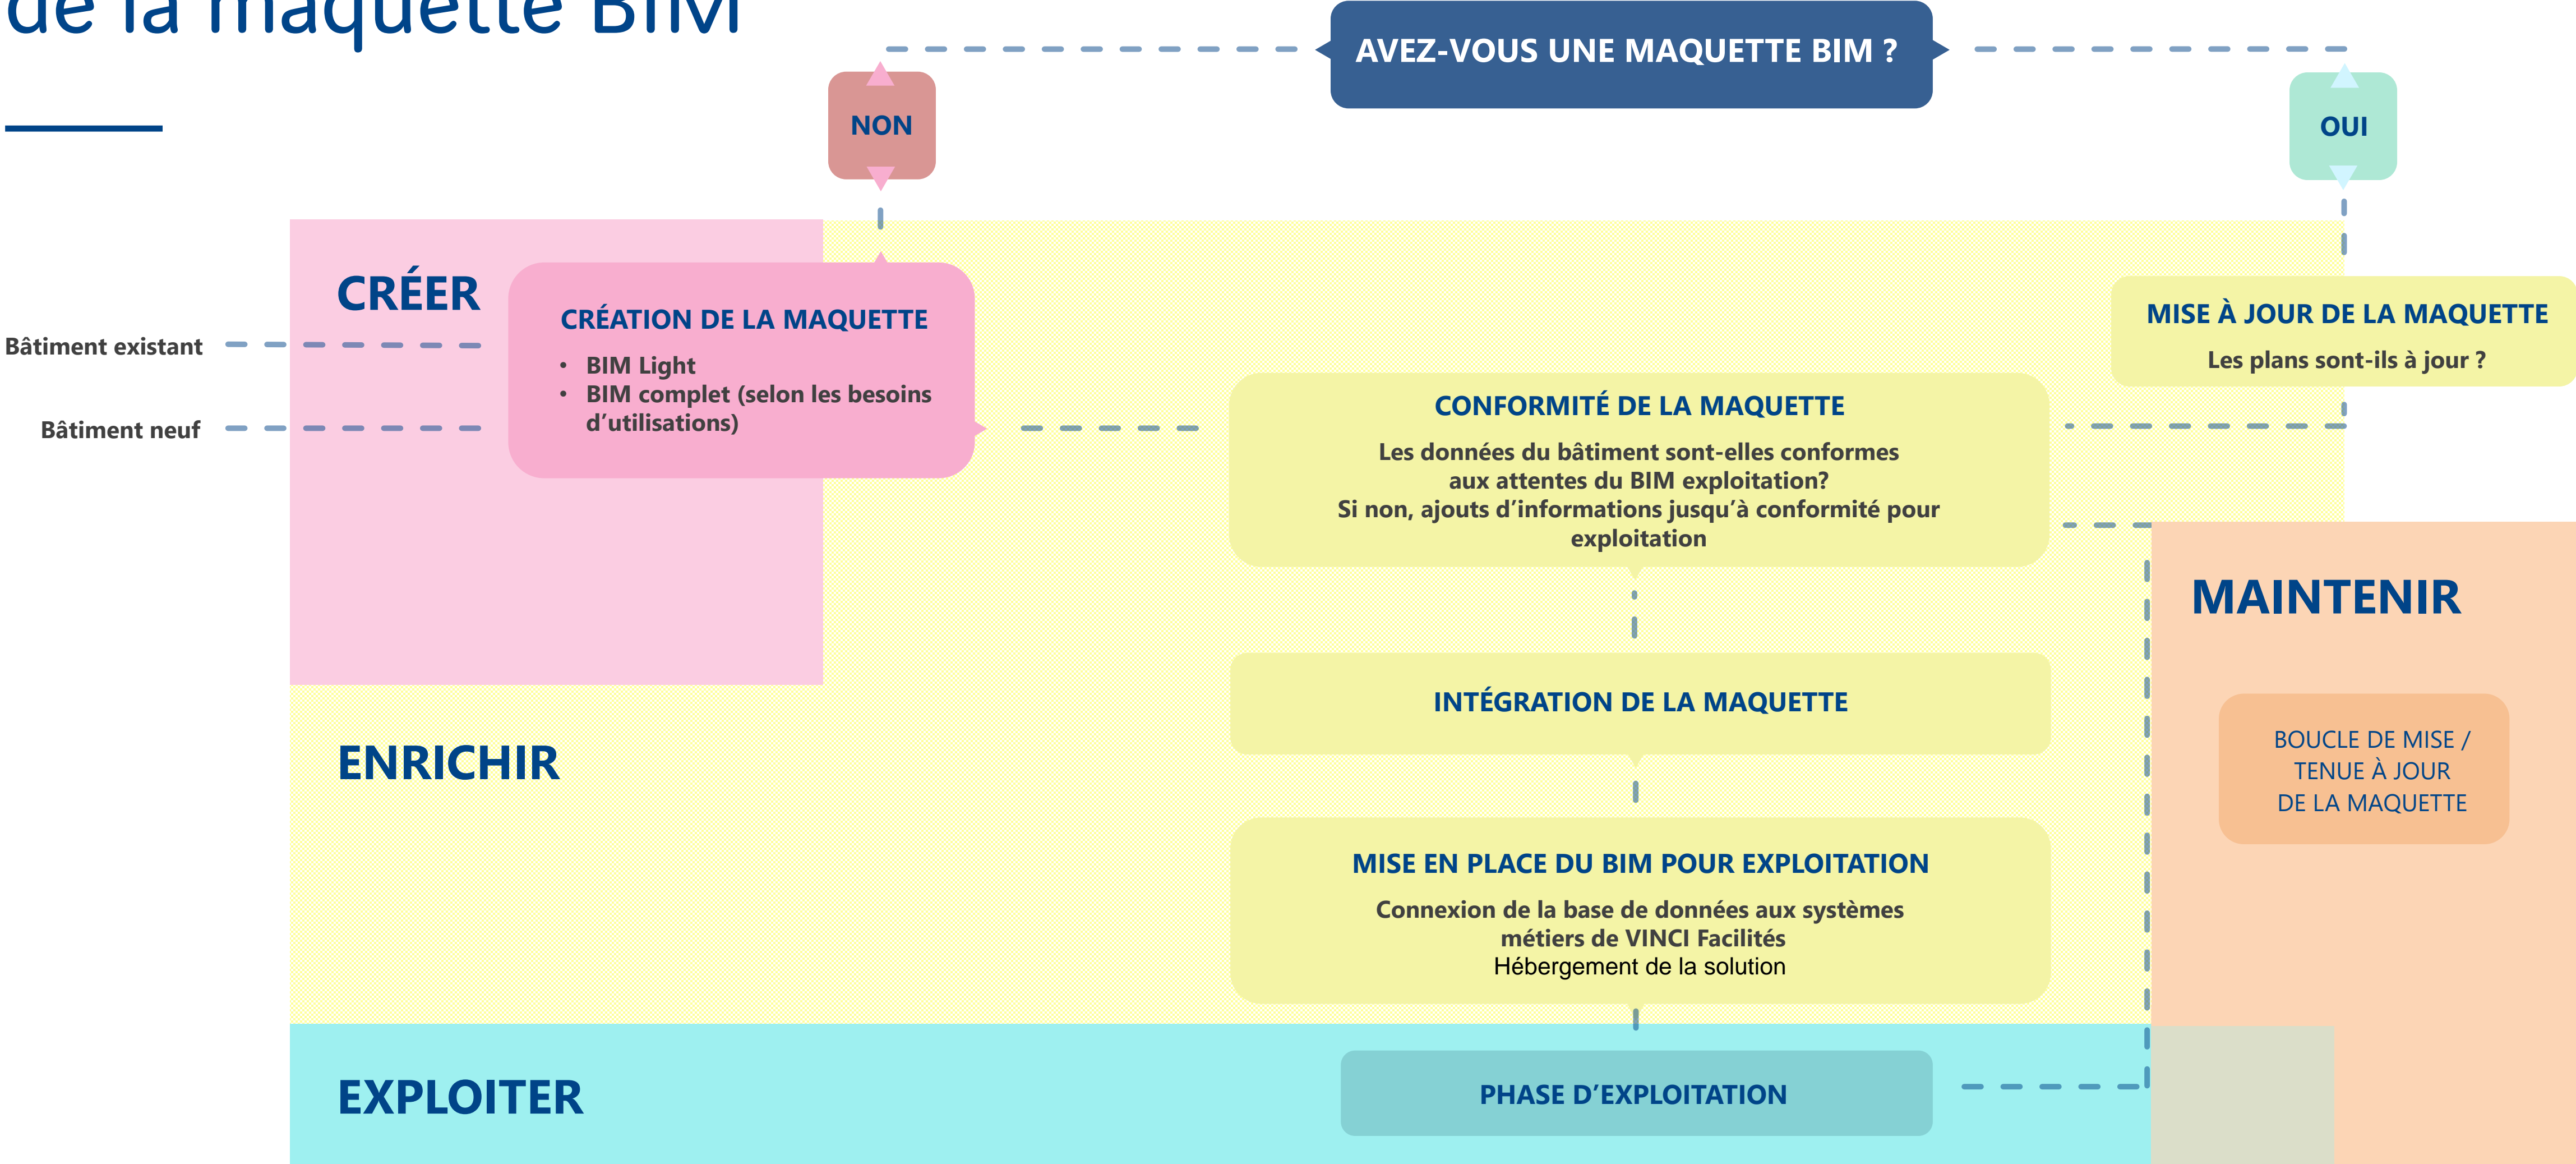 de la maquette BIM
AVEZ-VOUS UNE MAQUETTE BIM ?
NON
OUI
CRÉER
Bâtiment existant
Bâtiment neuf
CRÉATION DE LA MAQUETTE
• BIM Light
• BIM complet (selon les besoins
d’utilisations)
MISE À JOUR DE LA MAQUETTE
Les plans sont-ils à jour ?
CONFORMITÉ DE LA MAQUETTE
Les données du bâtiment sont-elles conformes
aux attentes du BIM exploitation?
Si non, ajouts d’informations jusqu’à conformité pour
exploitation
MAINTENIR
INTÉGRATION DE LA MAQUETTE
ENRICHIR
BOUCLE DE MISE /
TENUE À JOUR
DE LA MAQUETTE
MISE EN PLACE DU BIM POUR EXPLOITATION
Connexion de la base de données aux systèmes
métiers de VINCI Facilités
Hébergement de la solution
EXPLOITER
PHASE D’EXPLOITATION